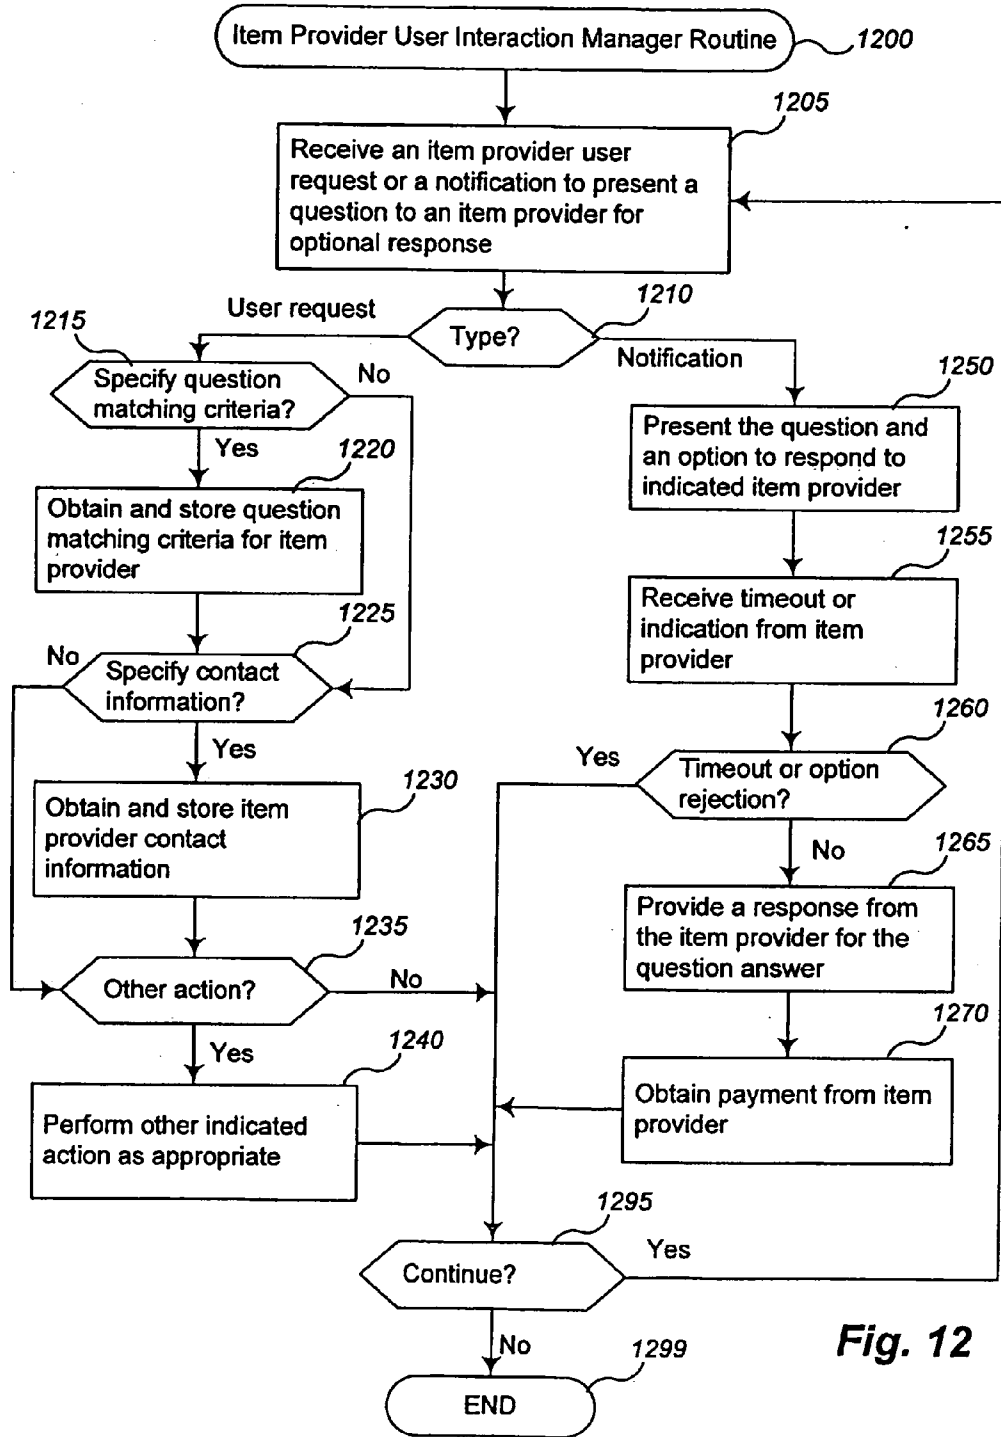 Item Provider User Interaction Manager Routine
1200
1205
Receive an item provider user
request or a notification to present a
question to an item provider for
optional response
User request
1210
Type?
Notification
1215
Specify question
matching criteria?
No
Yes
1220
Obtain and store question
matching criteria for item
provider
1225
No
Specify contact
information?
Yes
1230
Obtain and store item
provider contact
information
1235
Other action?
No
Yes
1240
Perform other indicated
action as appropriate
1250
Present the question and
an option to respond to
indicated item provider
1255
Receive timeout or
indication from item
provider
1260
Yes
Timeout or option
rejection?
No
1265
Provide a response from
the item provider for the
question answer
1270
Obtain payment from item
provider
1295
Continue?
Yes
No
1299
END
Fig. 12